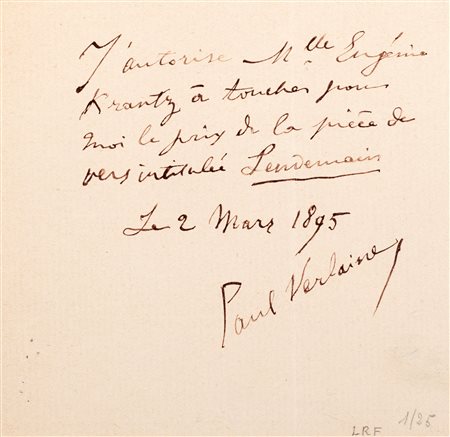 J'autorise Mlle Eugénie
Krantz à toucher pour
moi le prix de la pièce de
vers intitulée Lendemain
Le 2 Mars 1895
Paul Verlaine
LRF 1/25